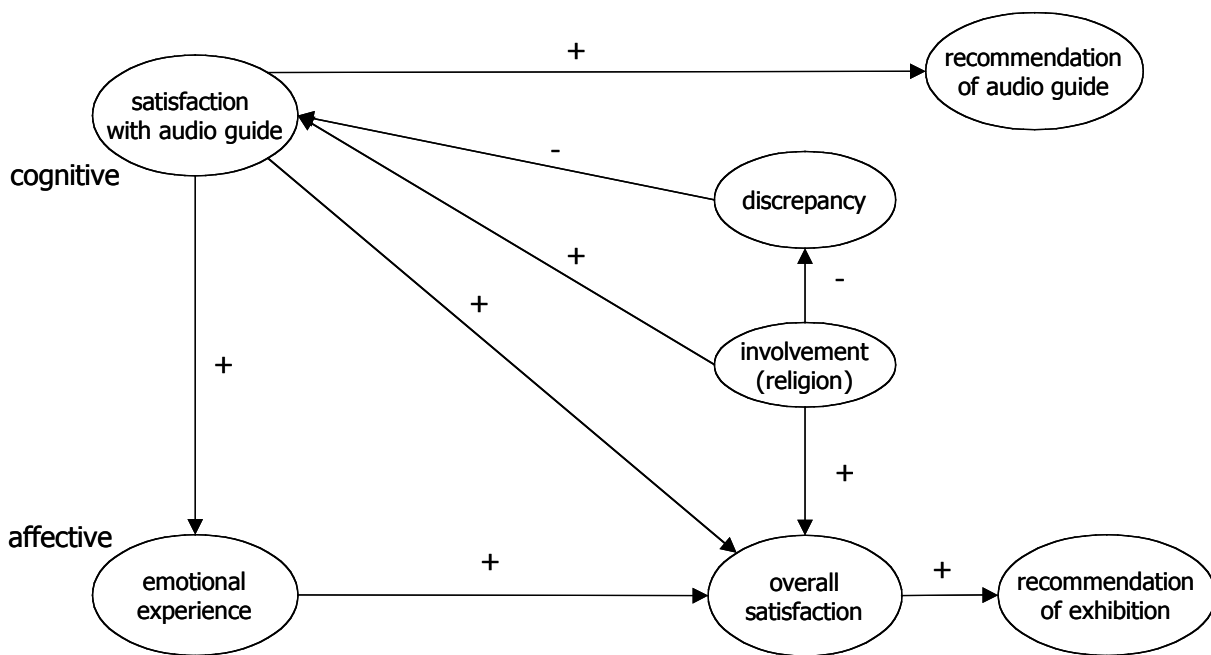 +
recommendation
of audio guide
satisfaction
with audio guide
cognitive
-
discrepancy
+
-
+
involvement
(religion)
+
+
affective
+
+
emotional
experience
overall
satisfaction
recommendation
of exhibition